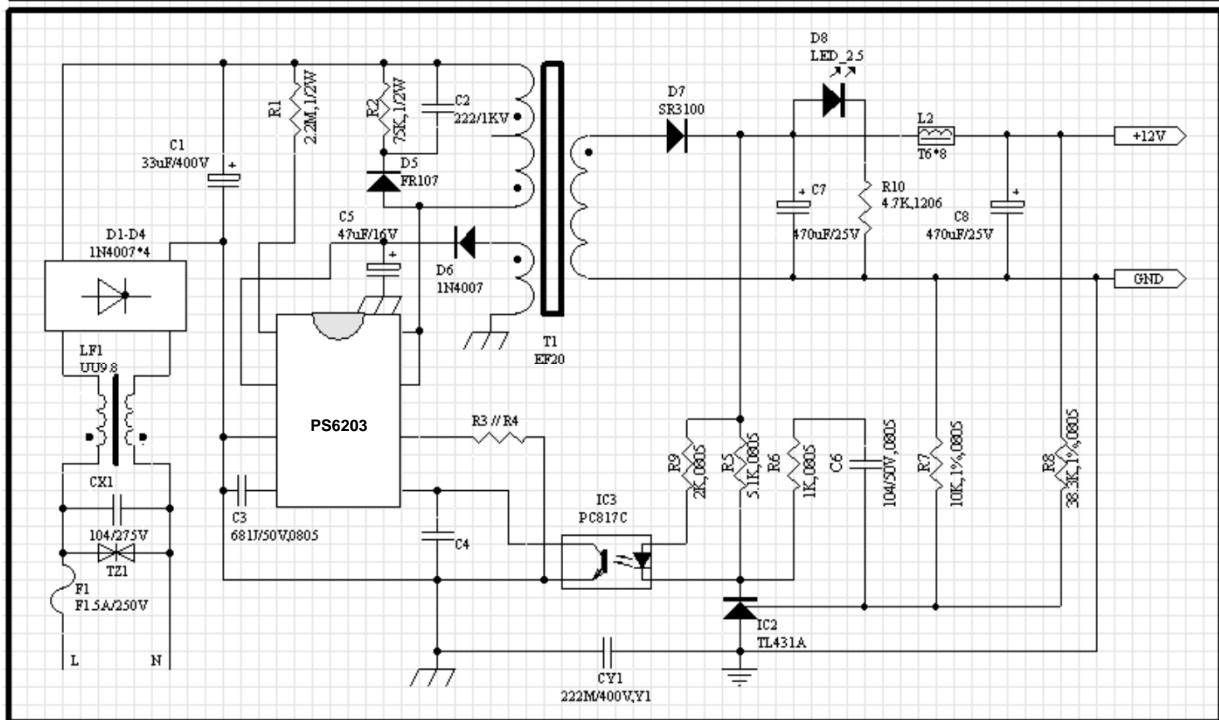 D8
LED_2.5
D7
SR3100
L2
T6*8
+12V
R1
2.2M,1/2W
R2
75K,1/2W
C2
222/1KV
C1
33uF/400V
D5
FR107
C7
470uF/25V
R10
4.7K,1206
C8
470uF/25V
C5
47uF/16V
D1-D4
1N4007*4
D6
1N4007
GND
T1
EF20
LF1
UU9.8
PS6203
R3 // R4
R9
2K,0805
R5
5.1K,0805
R6
1K,0805
C6
104/50V,0805
R7
10K,1%,0805
R8
38.3K,1%,0805
CX1
104/275V
TZ1
C3
681J/50V,0805
IC3
PC817C
C4
F1
F1.5A/250V
IC2
TL431A
L
N
CY1
222M/400V,Y1